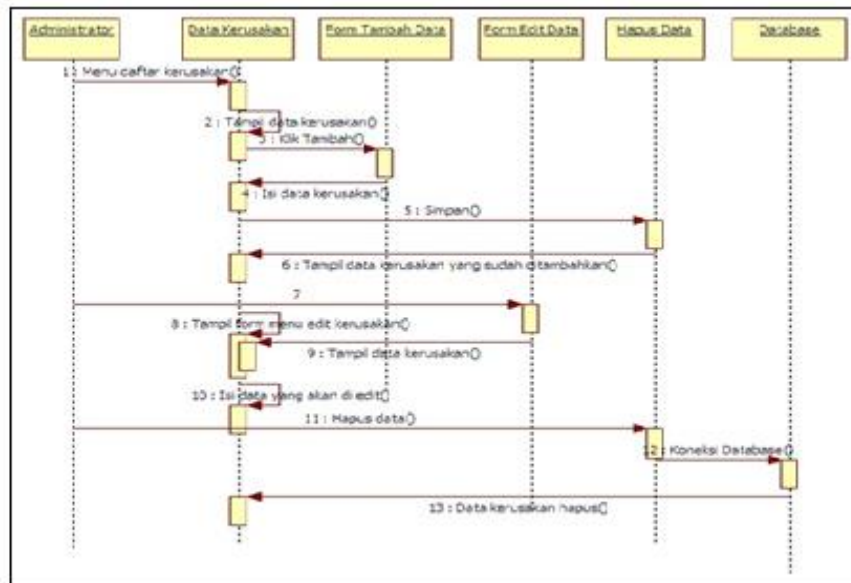 Administrator
Data Kerusakan
Form Tambah Data
Form Edit Data
Hapus Data
Database
1 : Menu daftar kerusakan()
2 : Tampil data kerusakan()
3 : Klik Tambah()
4 : Isi data kerusakan()
5 : Simpan()
6 : Tampil data kerusakan yang sudah ditambahkan()
7
8 : Tampil form menu edit kerusakan()
9 : Tampil data kerusakan()
10 : Isi data yang akan di edit()
11 : Hapus data()
12 : Koneksi Database()
13 : Data kerusakan hapus()